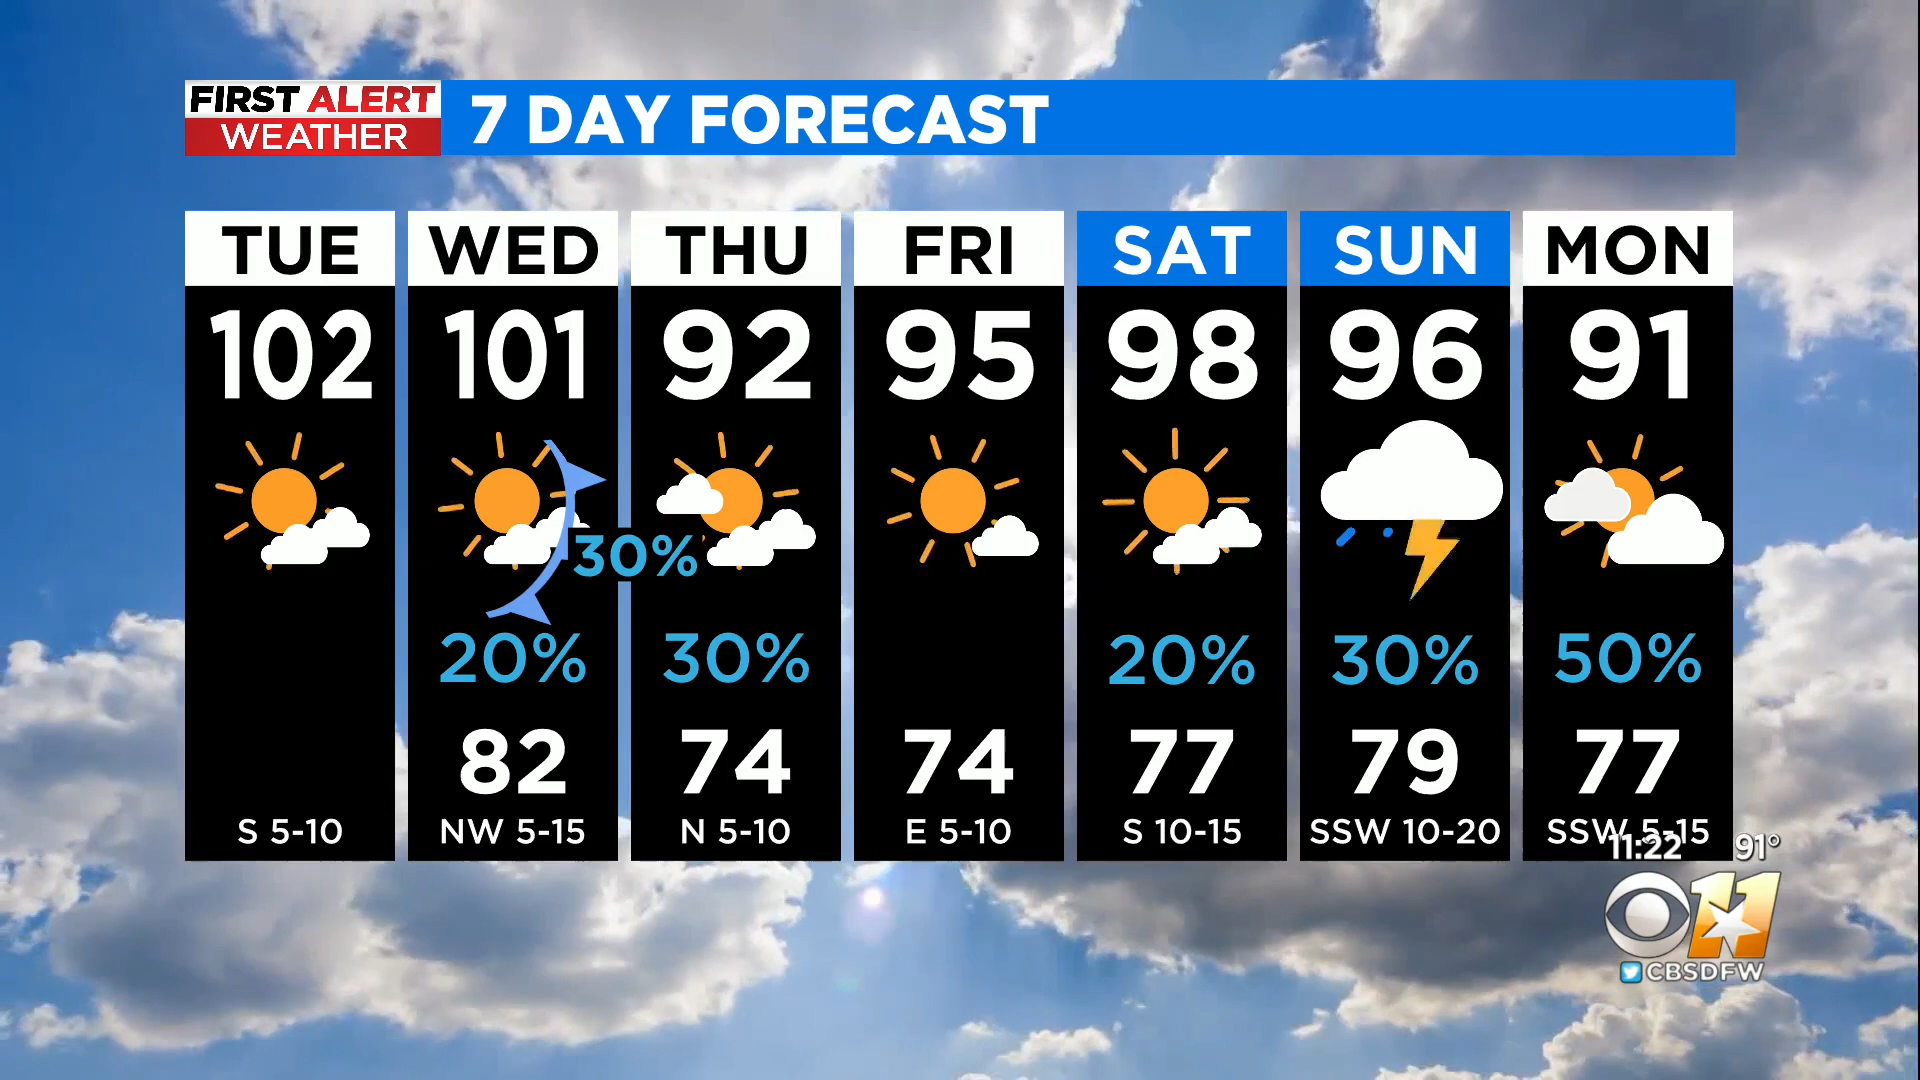 FIRST ALERT
WEATHER
7 DAY FORECAST
TUE WED THU FRI SAT SUN MON
102 101 92 95 98 96 91
30%
20% 30% 20% 30% 50%
82 74 74 77 79 77
S 5-10 NW 5-15 N 5-10 E 5-10 S 10-15 SSW 10-20 SSW 5-15
11:22 91°
11
CBSDFW